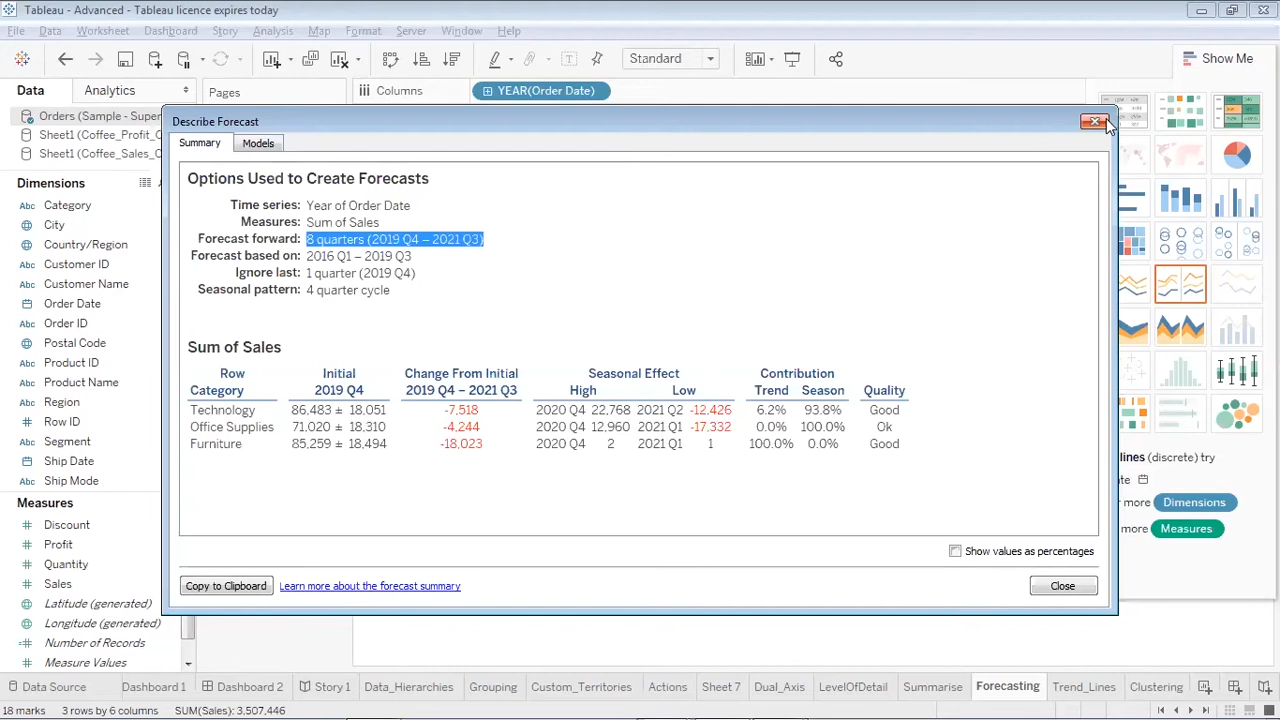 Tableau - Advanced - Tableau licence expires today
File Data Worksheet Dashboard Story Analysis Map Format Server Window Help
Standard
Show Me
Data Analytics Pages Columns YEAR(Order Date)
Orders (Sample - Super
Sheet1 (Coffee_Profit_C
Sheet1 (Coffee_Sales_C
Dimensions
Abc Category
City
Country/Region
Abc Customer ID
Abc Customer Name
Order Date
Abc Order ID
Postal Code
Abc Product ID
Abc Product Name
Abc Region
Row ID
Abc Segment
Ship Date
Abc Ship Mode
Measures
Discount
Profit
Quantity
Sales
Latitude (generated)
Longitude (generated)
Number of Records
Measure Values
Describe Forecast
Summary Models
Options Used to Create Forecasts
Time series: Year of Order Date
Measures: Sum of Sales
Forecast forward: 8 quarters (2019 Q4 – 2021 Q3)
Forecast based on: 2016 Q1 – 2019 Q3
Ignore last: 1 quarter (2019 Q4)
Seasonal pattern: 4 quarter cycle
Sum of Sales
Row Initial Change From Initial Seasonal Effect Contribution
Category 2019 Q4 2019 Q4 – 2021 Q3 High Low Trend Season Quality
Technology 86,483 ± 18,051 -7,518 2020 Q4 22,768 2021 Q2 -12,426 6.2% 93.8% Good
Office Supplies 71,020 ± 18,310 -4,244 2020 Q4 12,960 2021 Q1 -17,332 0.0% 100.0% Ok
Furniture 85,259 ± 18,494 -18,023 2020 Q4 2 2021 Q1 1 100.0% 0.0% Good
Show values as percentages
Copy to Clipboard Learn more about the forecast summary Close
lines (discrete) try
more Dimensions
more Measures
Data Source Dashboard 1 Dashboard 2 Story 1 Data_Hierarchies Grouping Custom_Territories Actions Sheet 7 Dual_Axis LevelOfDetail Summarise Forecasting Trend_Lines Clustering
18 marks 3 rows by 6 columns SUM(Sales): 3,507,446